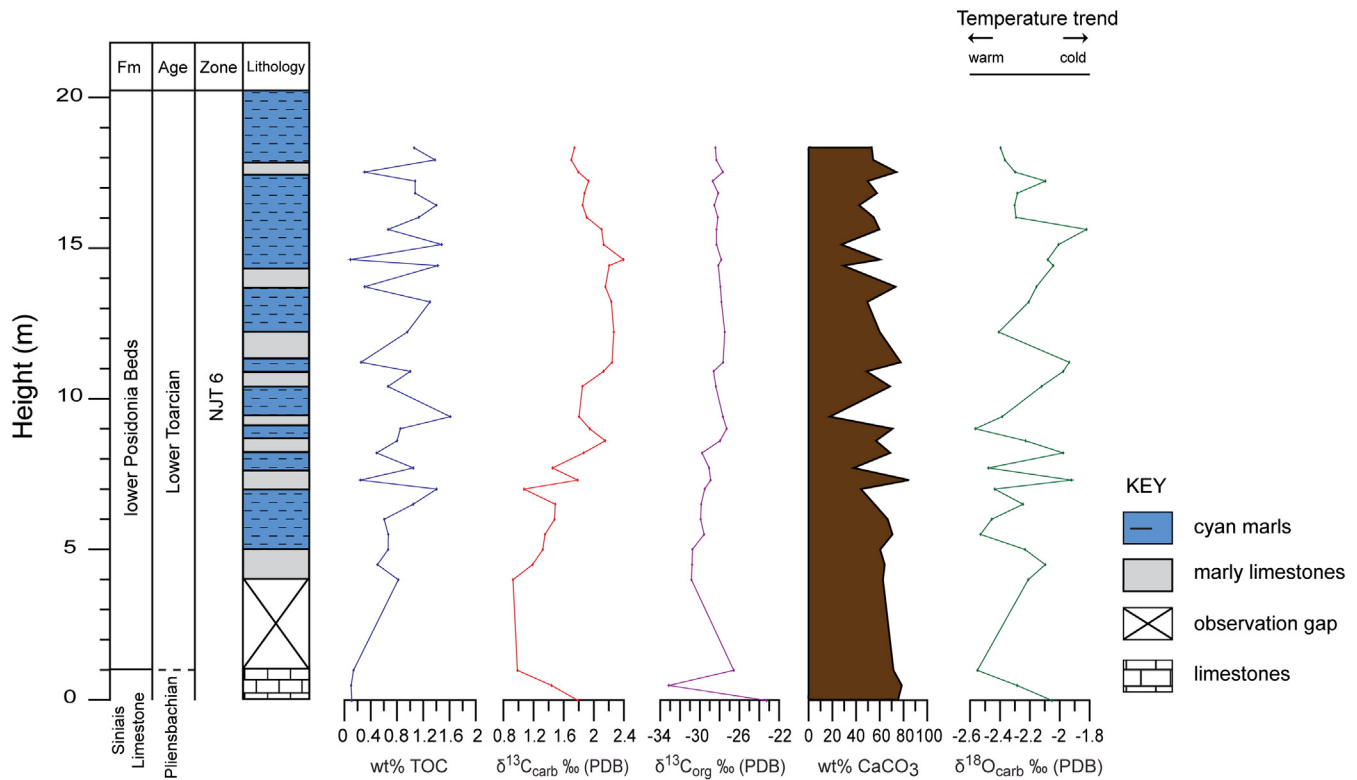 Temperature trend
warm cold
Fm Age Zone Lithology
20
15
10
5
0
Height (m)
lower Posidonia Beds
Siniais
Limestone
Lower Toarcian
Pliensbachian
NJT 6
0 0.4 0.8 1.2 1.6 2
wt% TOC
0.8 1.2 1.6 2 2.4
δ¹³Ccarb ‰ (PDB)
-34 -30 -26 -22
δ¹³Corg ‰ (PDB)
0 20 40 60 80 100
wt% CaCO₃
-2.6 -2.4 -2.2 -2 -1.8
δ¹⁸Ocarb ‰ (PDB)
KEY
cyan marls
marly limestones
observation gap
limestones